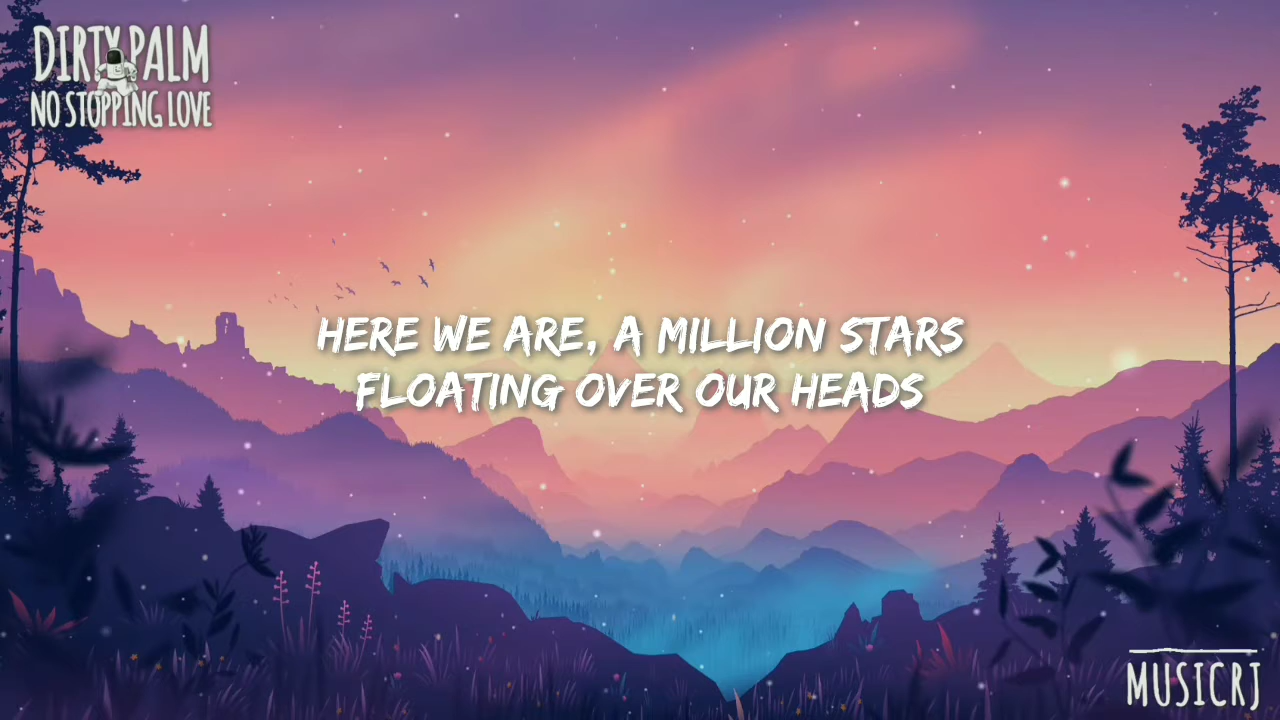 DIRTY PALM
NO STOPPING LOVE
HERE WE ARE, A MILLION STARS
FLOATING OVER OUR HEADS
MUSICRJ